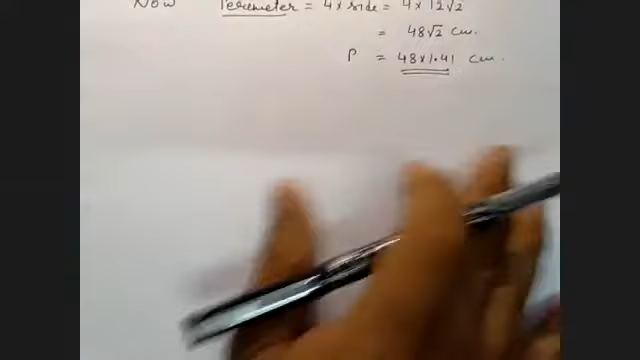 Now Perimeter = 4 × side = 4 × 12√2
= 48√2 cm.
P = 48×1.41 cm.